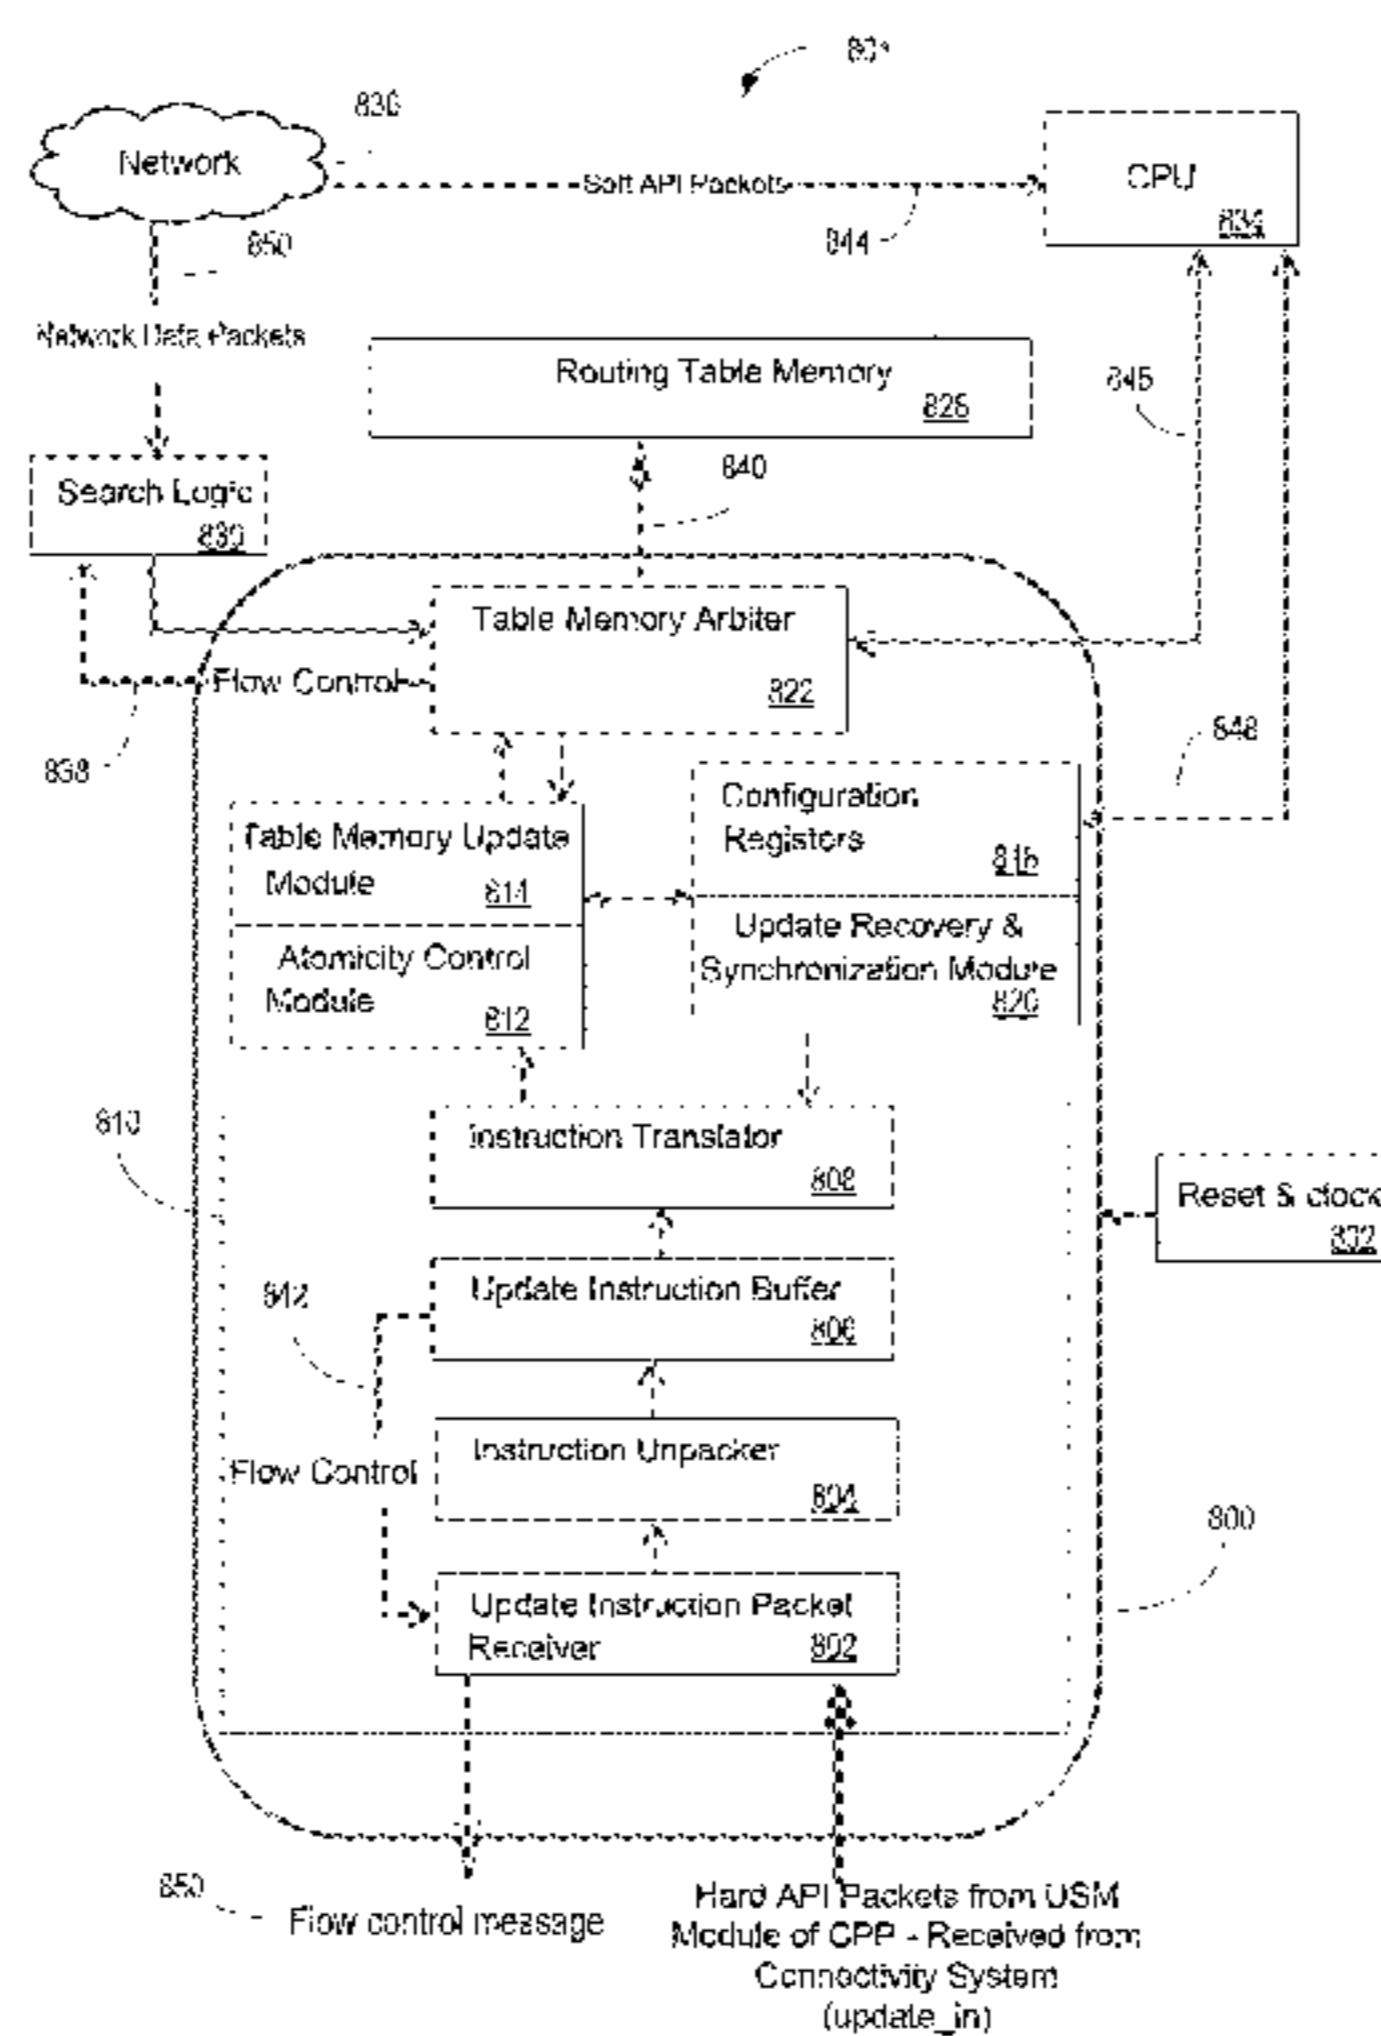 801
830
Network
Soft API Packets
CPU
834
844
850
Network Data Packets
Routing Table Memory
828
845
Search Logic
830
840
Table Memory Arbiter
822
Flow Control
838
848
Configuration
Registers
Table Memory Update
Module
814
Update Recovery &
Synchronization Module
820
Atomicity Control
Module
812
810
Instruction Translator
808
Reset & clock
832
Update Instruction Buffer
806
842
Instruction Unpacker
804
Flow Control
800
Update Instruction Packet
Receiver
802
850
Flow control message
Hard API Packets from USM
Module of CPP - Received from
Connectivity System
(update_in)